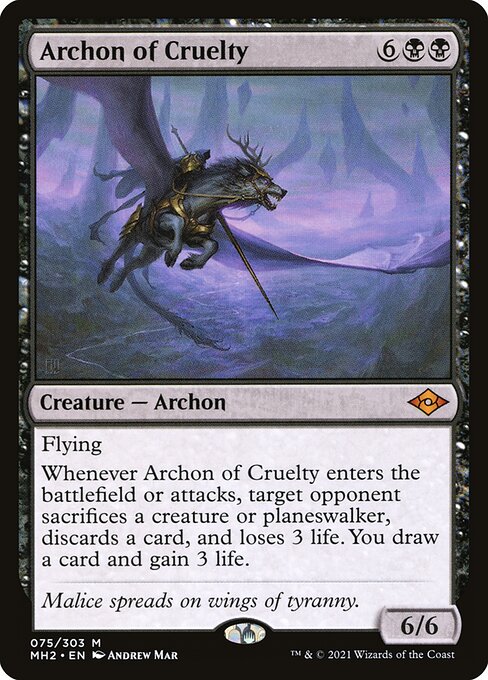 Archon of Cruelty 6
Creature — Archon
Flying
Whenever Archon of Cruelty enters the
battlefield or attacks, target opponent
sacrifices a creature or planeswalker,
discards a card, and loses 3 life. You draw
a card and gain 3 life.
Malice spreads on wings of tyranny.
6/6
075/303 M
MH2 • EN Andrew Mar
™ & © 2021 Wizards of the Coast